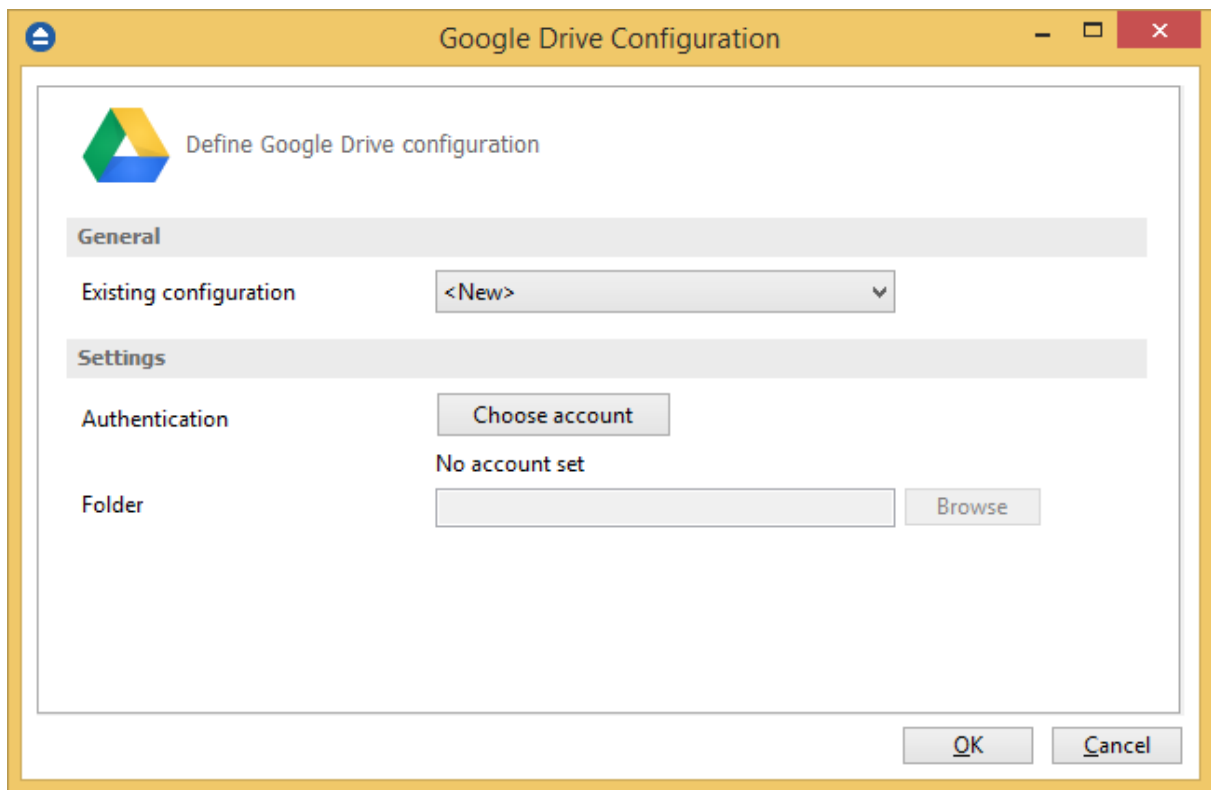 Google Drive Configuration
Define Google Drive configuration
General
Existing configuration <New>
Settings
Authentication Choose account
No account set
Folder Browse
OK Cancel